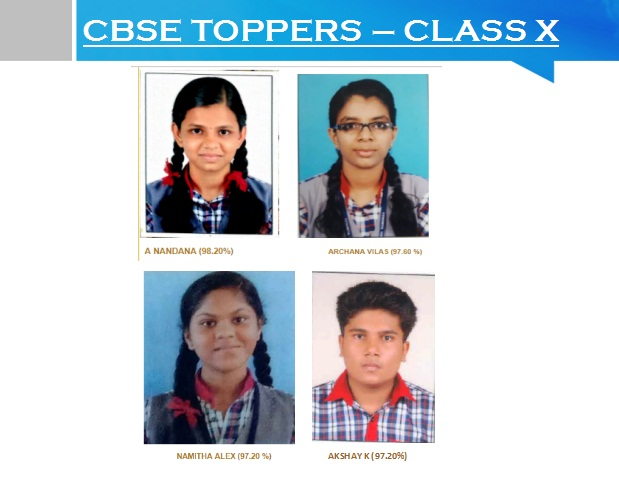 CBSE TOPPERS – CLASS X
A NANDANA (98.20%)
ARCHANA VILAS (97.60 %)
NAMITHA ALEX (97.20 %)
AKSHAY K (97.20%)